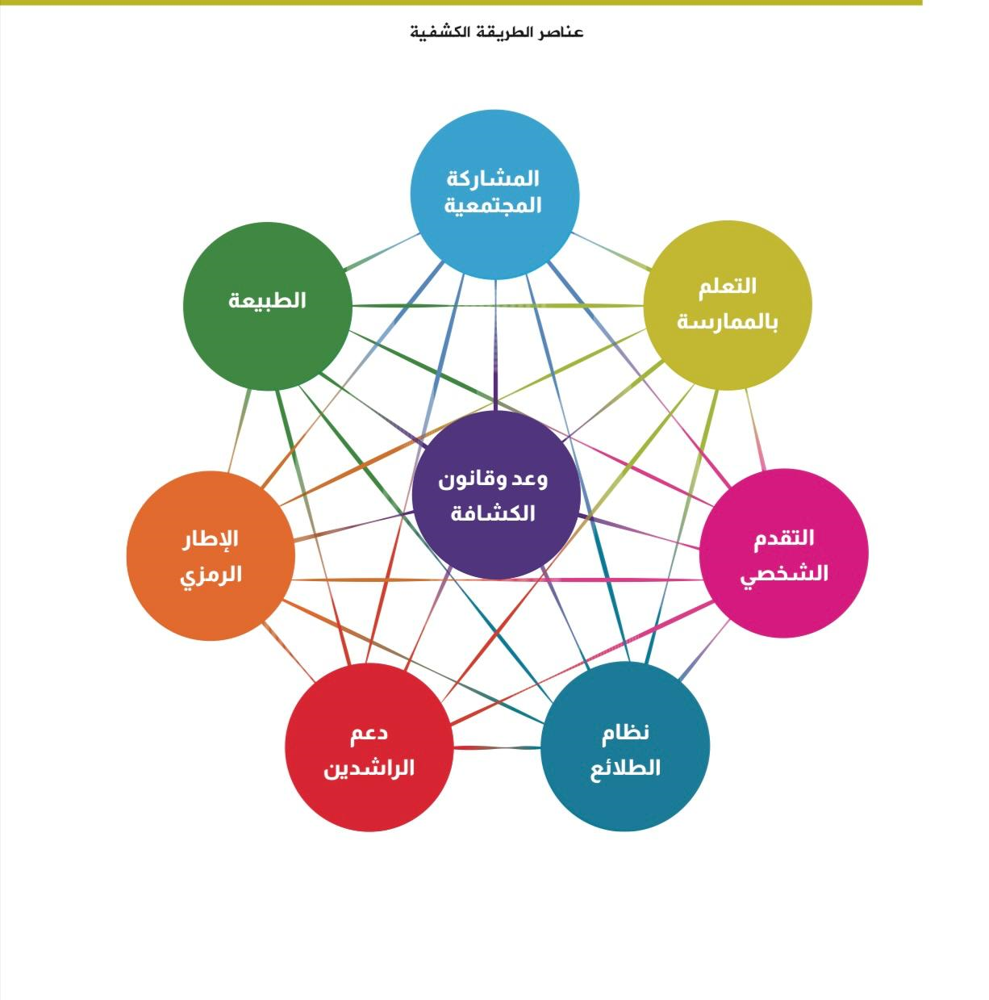 عناصر الطريقة الكشفية
المشاركة
المجتمعية
التعلم
بالممارسة
الطبيعة
وعد وقانون
الكشافة
التقدم
الشخصي
الإطار
الرمزي
نظام
الطلائع
دعم
الراشدين